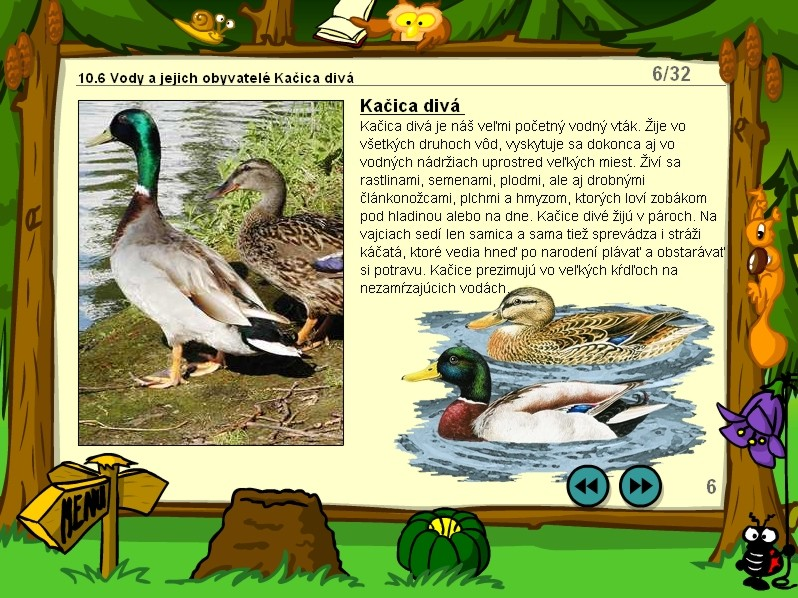 10.6 Vody a jejich obyvatelé Kačica divá
6/32
Kačica divá
Kačica divá je náš veľmi početný vodný vták. Žije vo
všetkých druhoch vôd, vyskytuje sa dokonca aj vo
vodných nádržiach uprostred veľkých miest. Živí sa
rastlinami, semenami, plodmi, ale aj drobnými
článkonožcami, plchmi a hmyzom, ktorých loví zobákom
pod hladinou alebo na dne. Kačice divé žijú v pároch. Na
vajciach sedí len samica a sama tiež sprevádza i stráži
káčatá, ktoré vedia hneď po narodení plávať a obstarávať
si potravu. Kačice prezimujú vo veľkých kŕdľoch na
nezamŕzajúcich vodách.
6
MENU